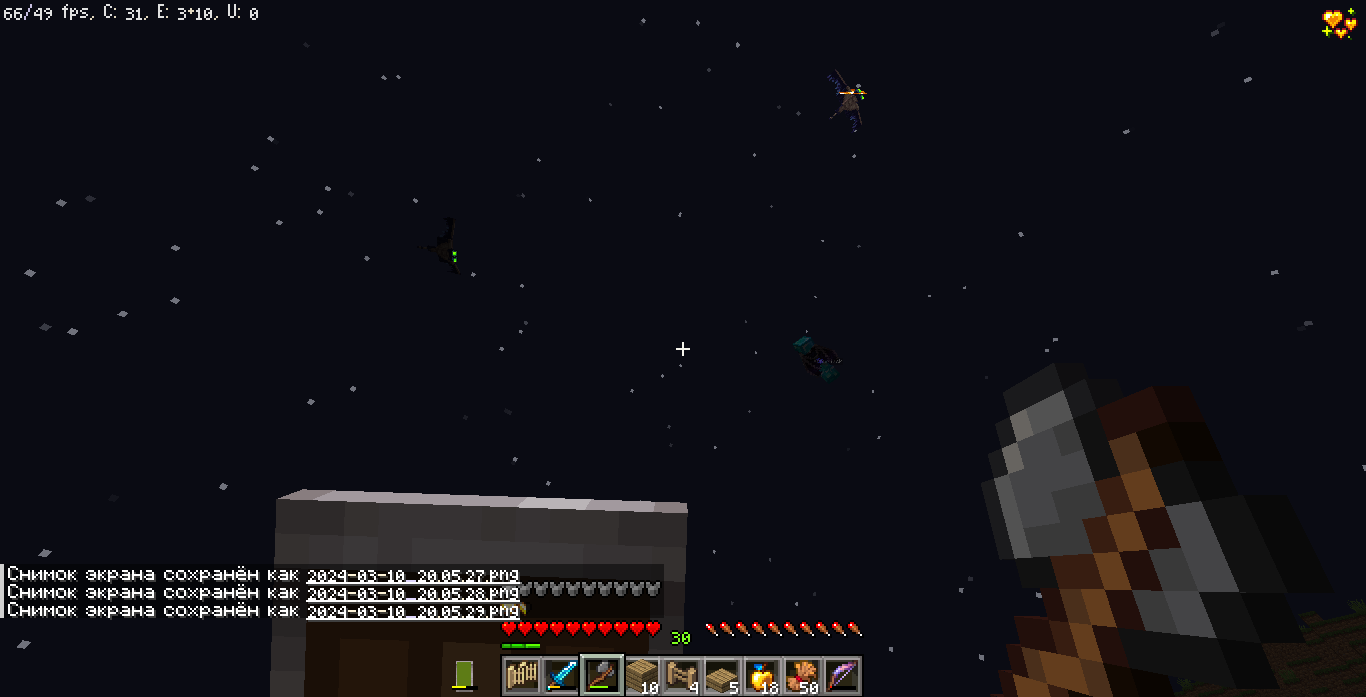 66/49 fps, C: 31, E: 3+10, U: 0
Снимок экрана сохранён как 2024-03-10_20.05.27.png
Снимок экрана сохранён как 2024-03-10_20.05.28.png
Снимок экрана сохранён как 2024-03-10_20.05.29.png
30
10 4 5 18 50